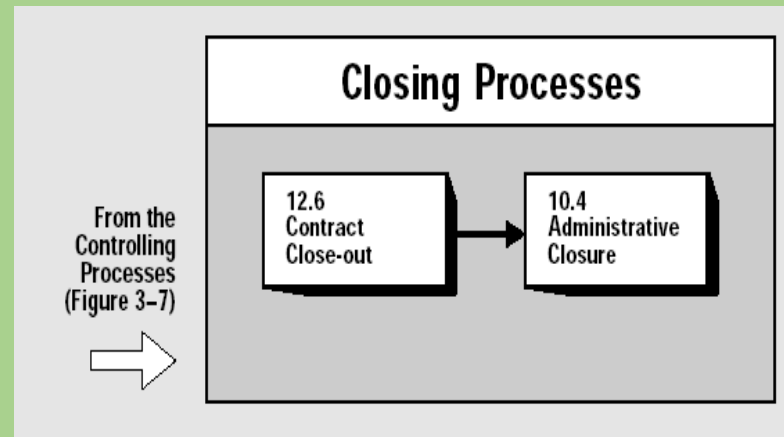 Closing Processes
12.6
Contract
Close-out
10.4
Administrative
Closure
From the
Controlling
Processes
(Figure 3–7)